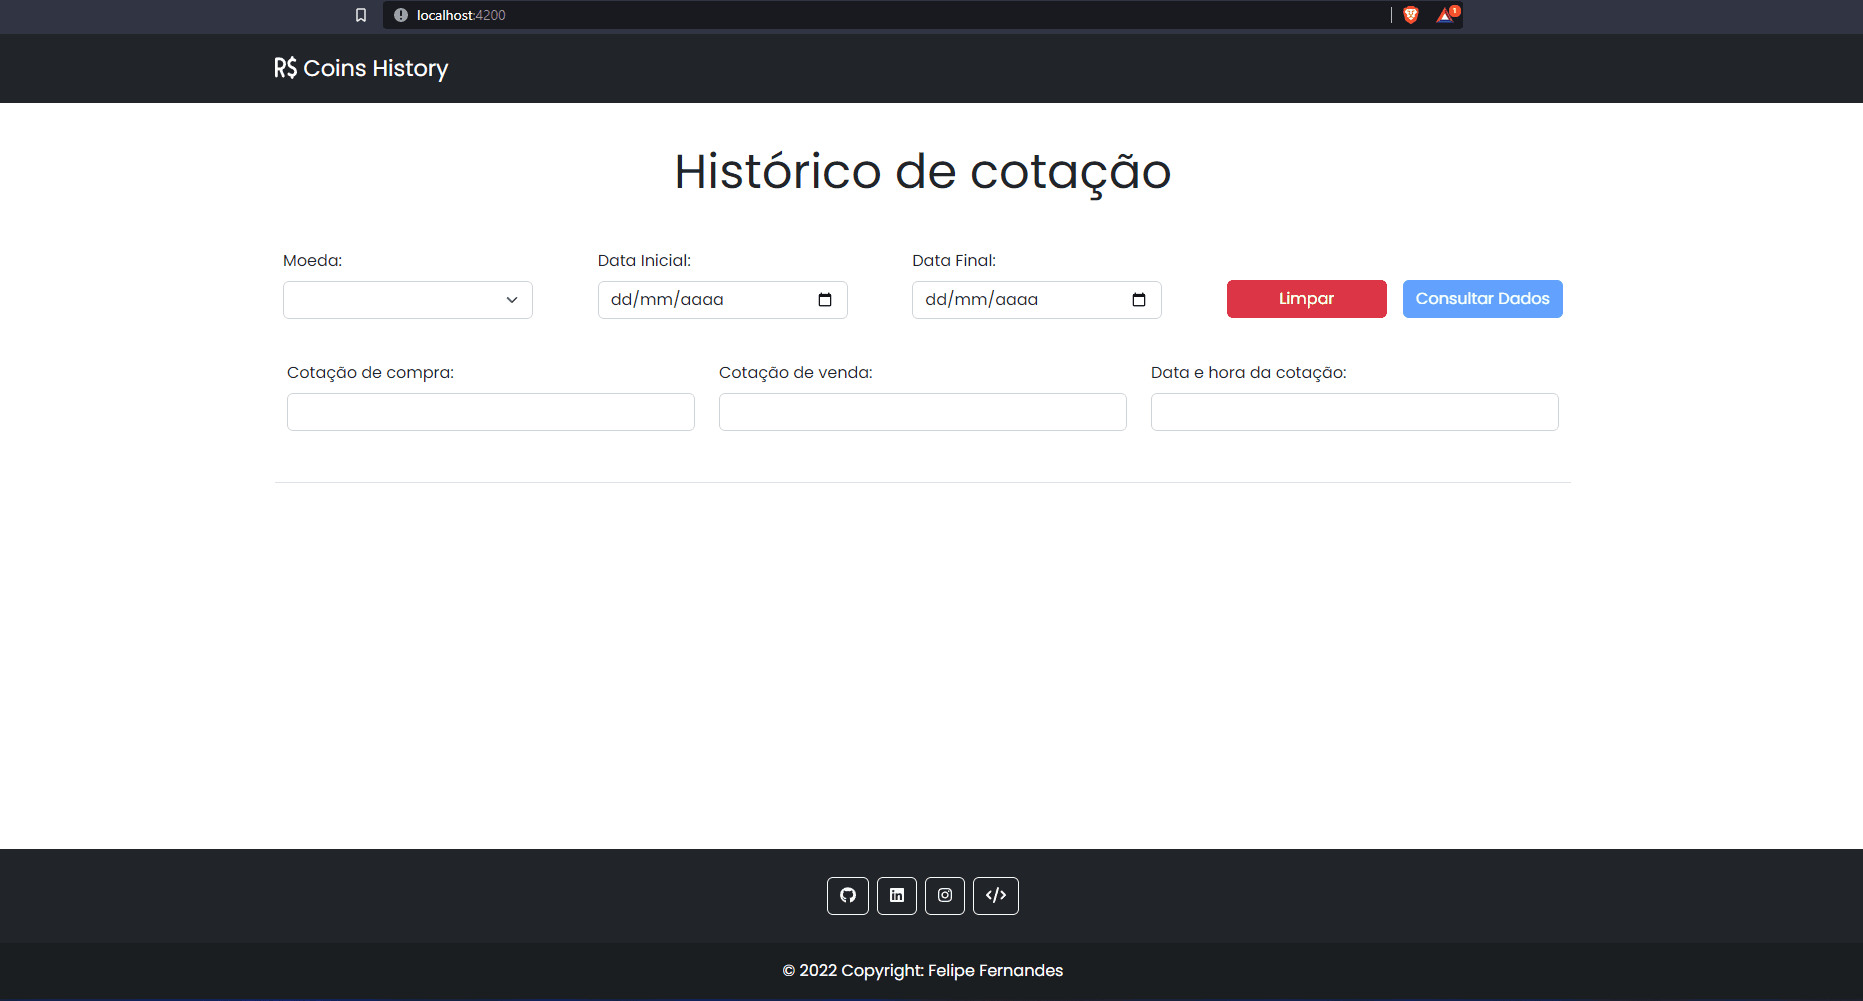 localhost:4200
1
R$ Coins History
Histórico de cotação
Moeda:
Data Inicial:
Data Final:
dd/mm/aaaa
dd/mm/aaaa
Limpar
Consultar Dados
Cotação de compra:
Cotação de venda:
Data e hora da cotação:
© 2022 Copyright: Felipe Fernandes